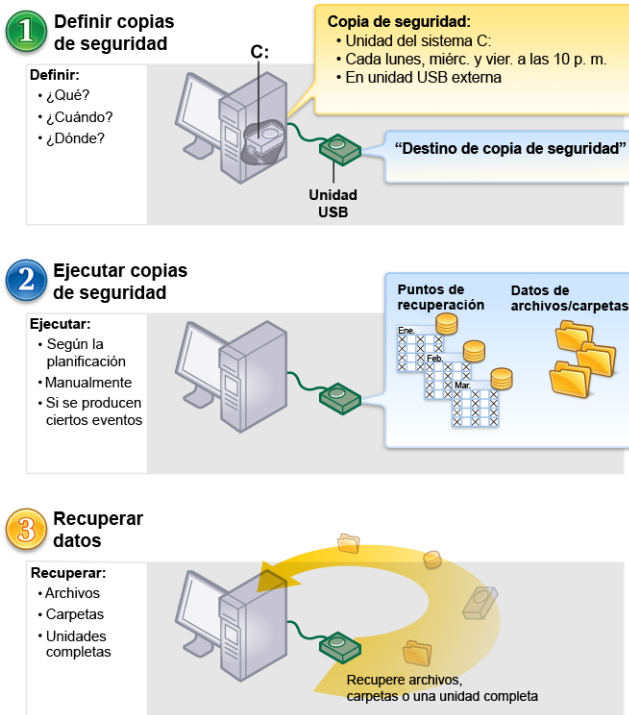 1
Definir copias
de seguridad
Definir:
• ¿Qué?
• ¿Cuándo?
• ¿Dónde?
C:
Unidad
USB
Copia de seguridad:
• Unidad del sistema C:
• Cada lunes, miérc. y vier. a las 10 p. m.
• En unidad USB externa
“Destino de copia de seguridad”
2
Ejecutar copias
de seguridad
Ejecutar:
• Según la
planificación
• Manualmente
• Si se producen
ciertos eventos
Puntos de
recuperación
Ene.
Feb.
Mar.
Datos de
archivos/carpetas
3
Recuperar
datos
Recuperar:
• Archivos
• Carpetas
• Unidades
completas
Recupere archivos,
carpetas o una unidad completa